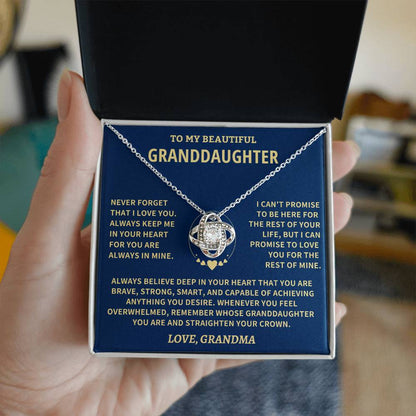 TO MY BEAUTIFUL
GRANDDAUGHTER
NEVER FORGET
THAT I LOVE YOU.
ALWAYS KEEP ME
IN YOUR HEART
FOR YOU ARE
ALWAYS IN MINE.
I CAN'T PROMISE
TO BE HERE FOR
THE REST OF YOUR
LIFE, BUT I CAN
PROMISE TO LOVE
YOU FOR THE
REST OF MINE.
ALWAYS BELIEVE DEEP IN YOUR HEART THAT YOU ARE
BRAVE, STRONG, SMART, AND CAPABLE OF ACHIEVING
ANYTHING YOU DESIRE. WHENEVER YOU FEEL
OVERWHELMED, REMEMBER WHOSE GRANDDAUGHTER
YOU ARE AND STRAIGHTEN YOUR CROWN.
LOVE, GRANDMA